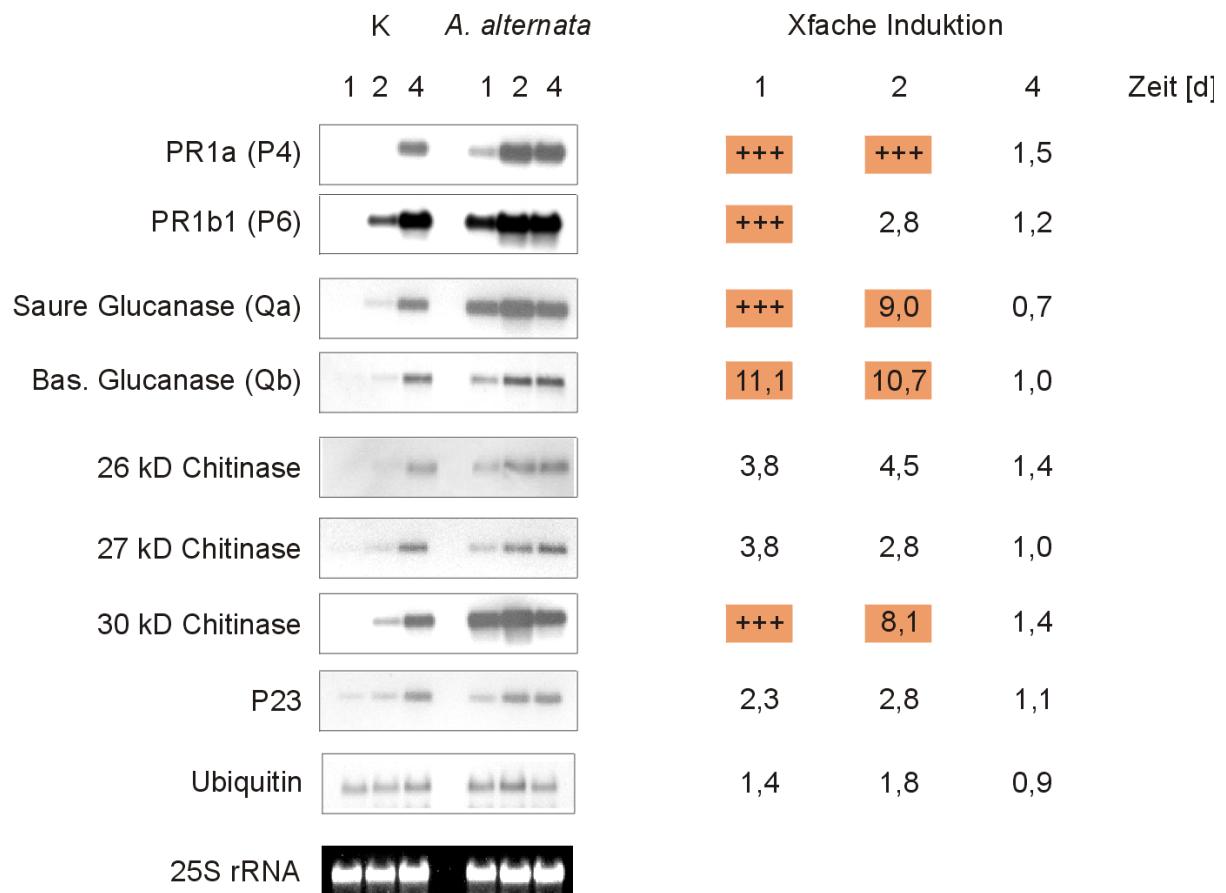 K A. alternata Xfache Induktion
1 2 4 1 2 4 1 2 4 Zeit [d]
PR1a (P4) +++ +++ 1,5
PR1b1 (P6) +++ 2,8 1,2
Saure Glucanase (Qa) +++ 9,0 0,7
Bas. Glucanase (Qb) 11,1 10,7 1,0
26 kD Chitinase 3,8 4,5 1,4
27 kD Chitinase 3,8 2,8 1,0
30 kD Chitinase +++ 8,1 1,4
P23 2,3 2,8 1,1
Ubiquitin 1,4 1,8 0,9
25S rRNA